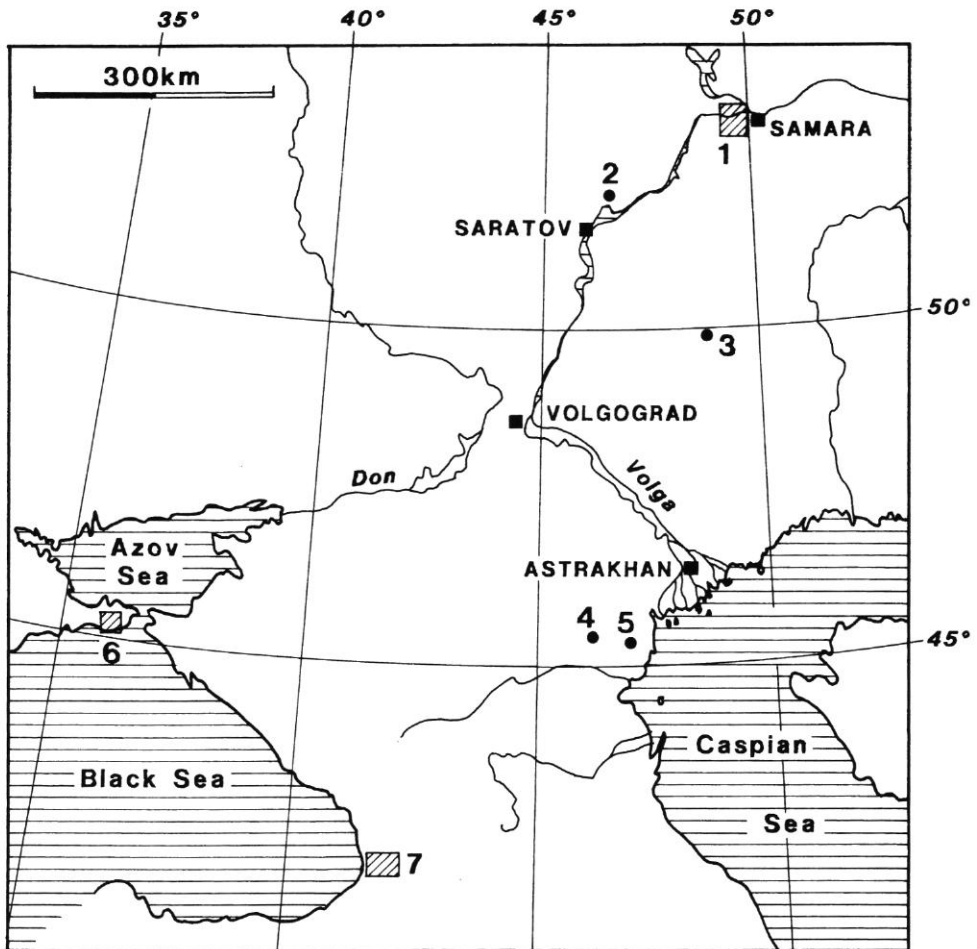 35° 40° 45° 50°
300km
SAMARA
1
2
SARATOV
50°
3
VOLGOGRAD
Don
Volga
Azov
Sea
ASTRAKHAN
4 5
45°
6
Caspian
Black Sea
Sea
7